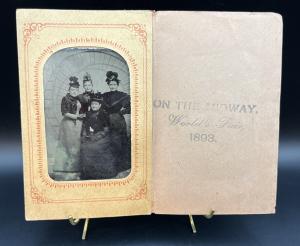 ON THE MIDWAY,
World's Fair,
1893.